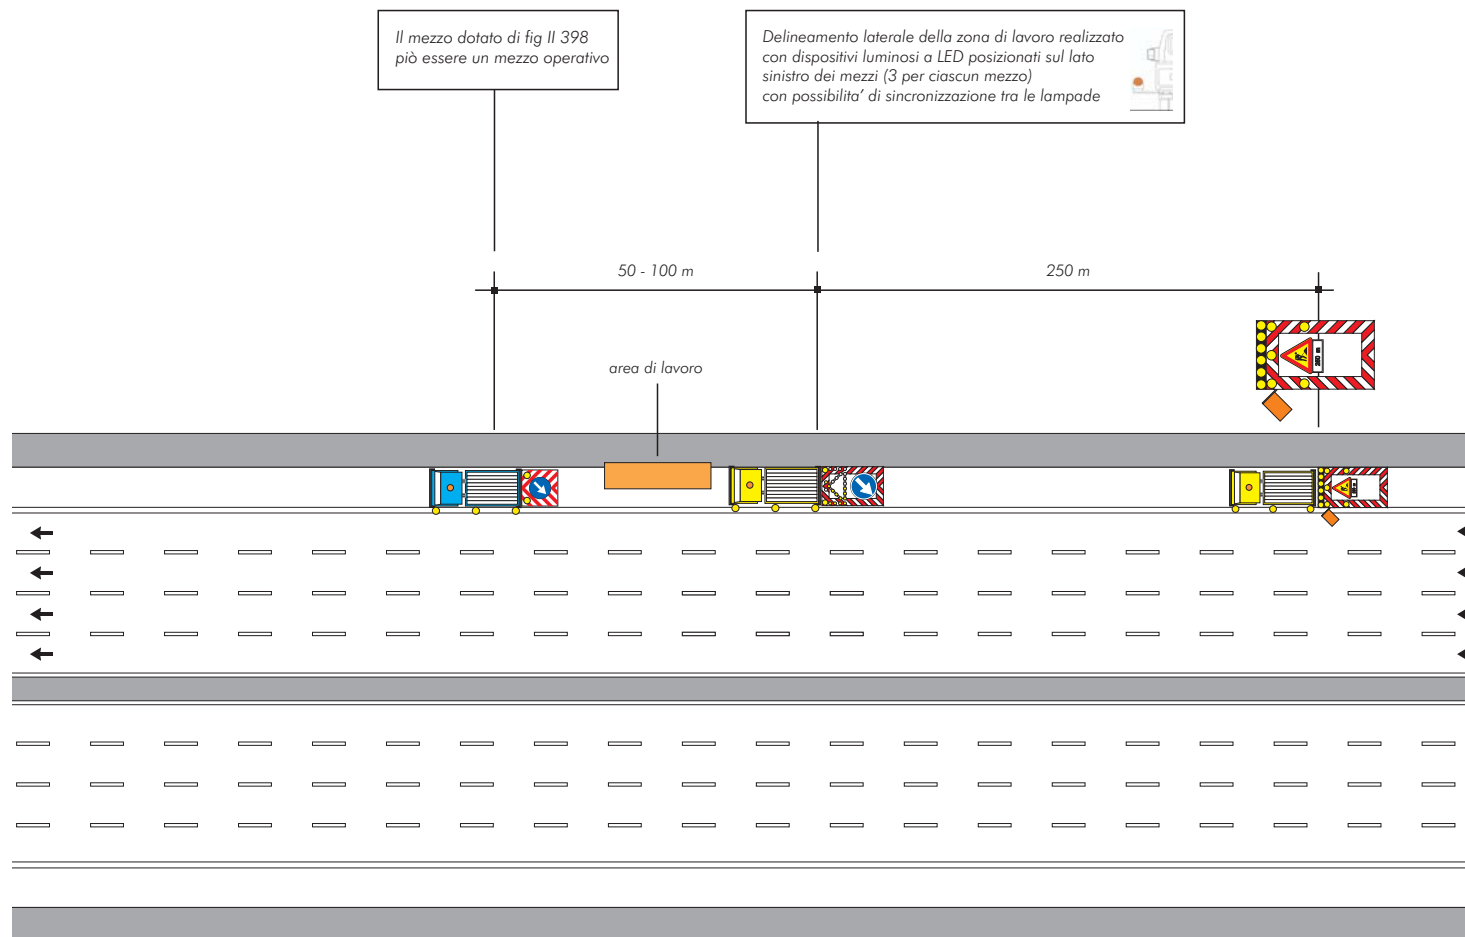 Il mezzo dotato di fig II 398
piò essere un mezzo operativo
Delineamento laterale della zona di lavoro realizzato
con dispositivi luminosi a LED posizionati sul lato
sinistro dei mezzi (3 per ciascun mezzo)
con possibilita’ di sincronizzazione tra le lampade
50 - 100 m
250 m
area di lavoro